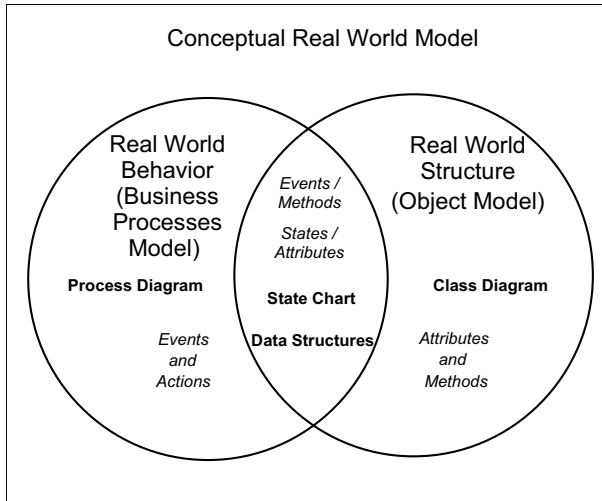 Conceptual Real World Model
Real World
Behavior
(Business
Processes
Model)
Process Diagram
Events
and
Actions
Events /
Methods
States /
Attributes
State Chart
Data Structures
Real World
Structure
(Object Model)
Class Diagram
Attributes
and
Methods